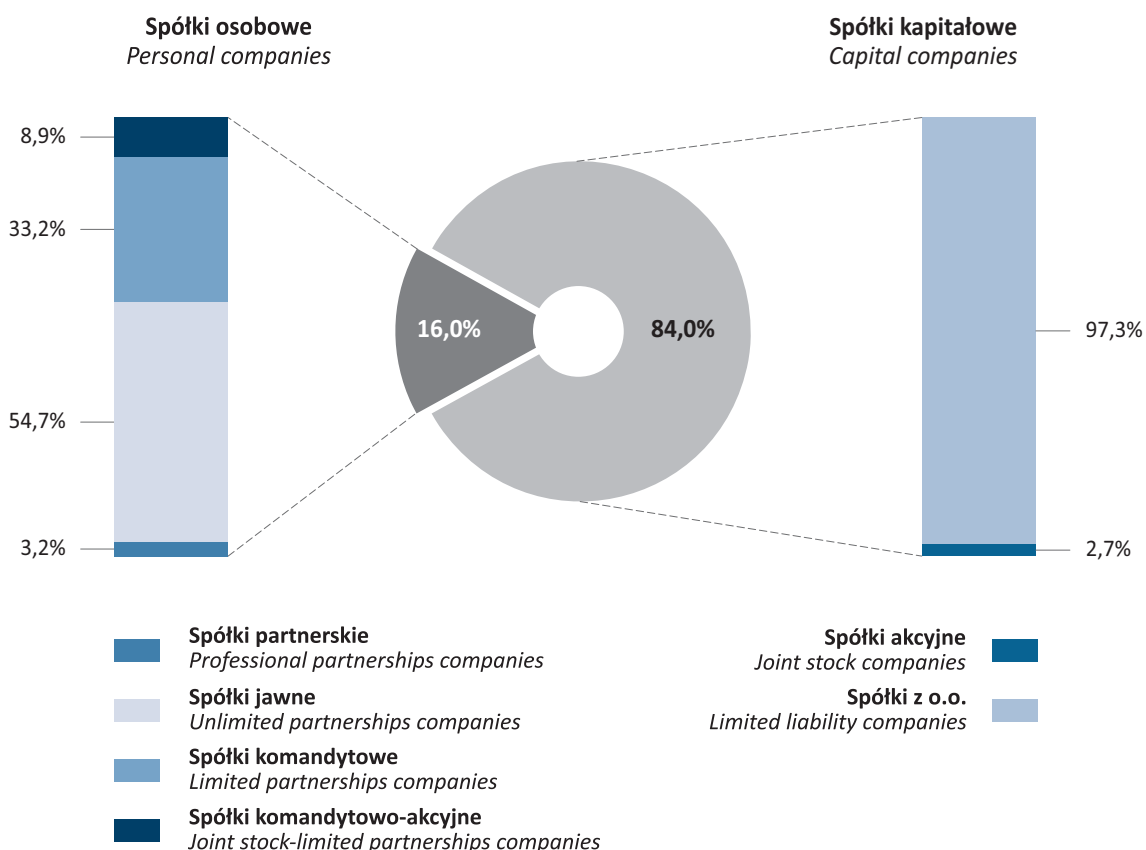 Spółki osobowe
Personal companies
Spółki kapitałowe
Capital companies
8,9%
33,2%
54,7%
3,2%
16,0%
84,0%
97,3%
2,7%
Spółki partnerskie
Professional partnerships companies
Spółki jawne
Unlimited partnerships companies
Spółki komandytowe
Limited partnerships companies
Spółki komandytowo-akcyjne
Joint stock-limited partnerships companies
Spółki akcyjne
Joint stock companies
Spółki z o.o.
Limited liability companies